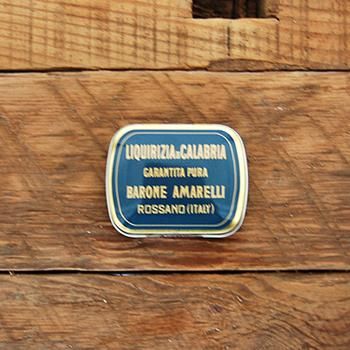 LIQUIRIZIA DI CALABRIA
GARANTITA PURA
BARONE AMARELLI
ROSSANO (ITALY)